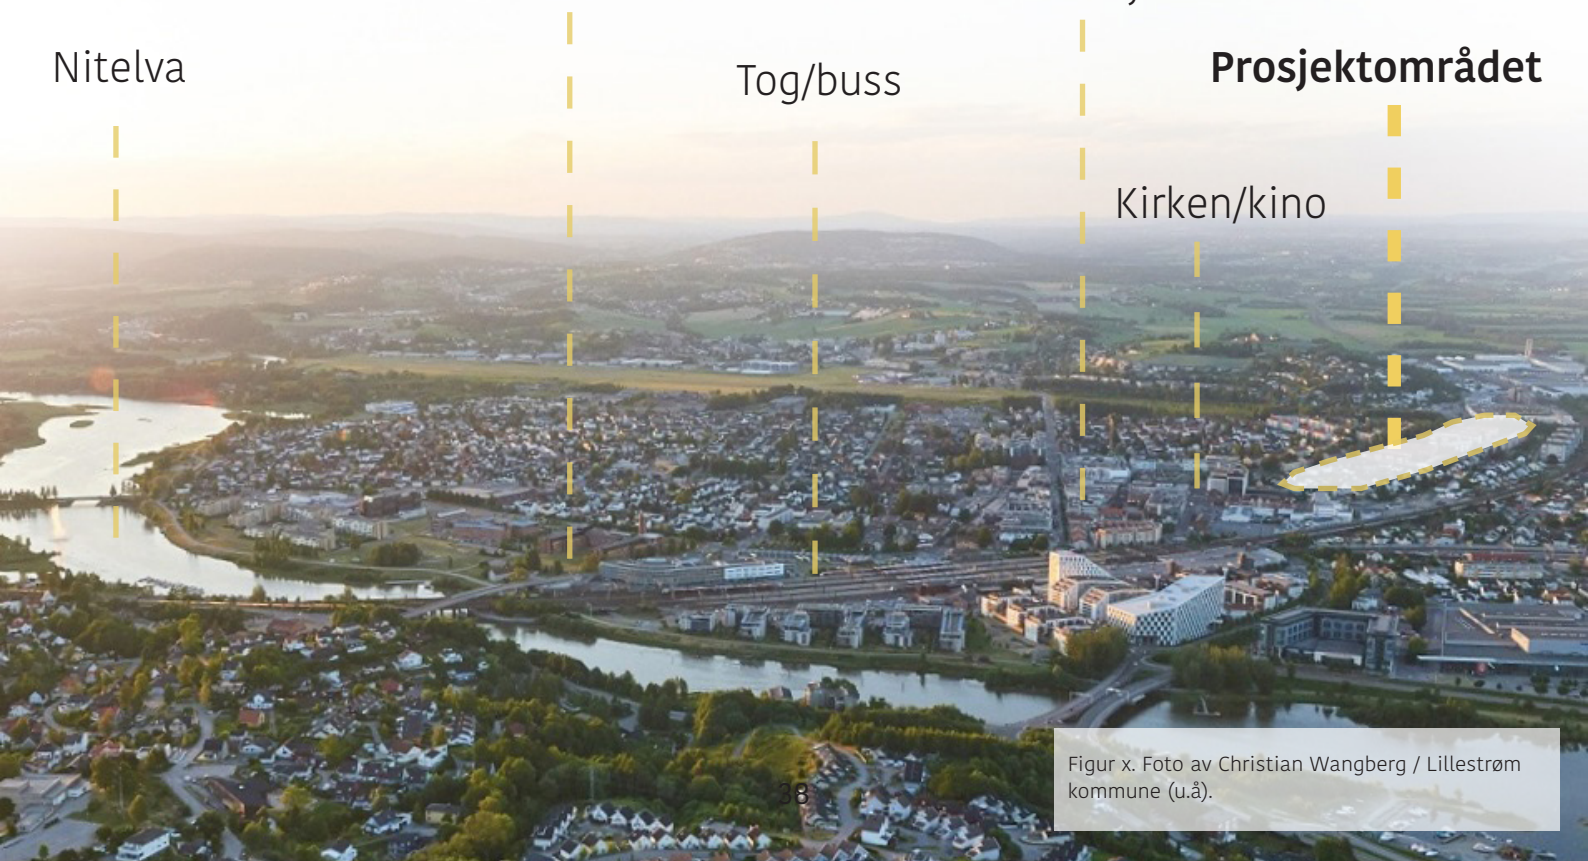 Nitelva
Tog/buss
Prosjektområdet
Kirken/kino
Figur x. Foto av Christian Wangberg / Lillestrøm
kommune (u.å).
38